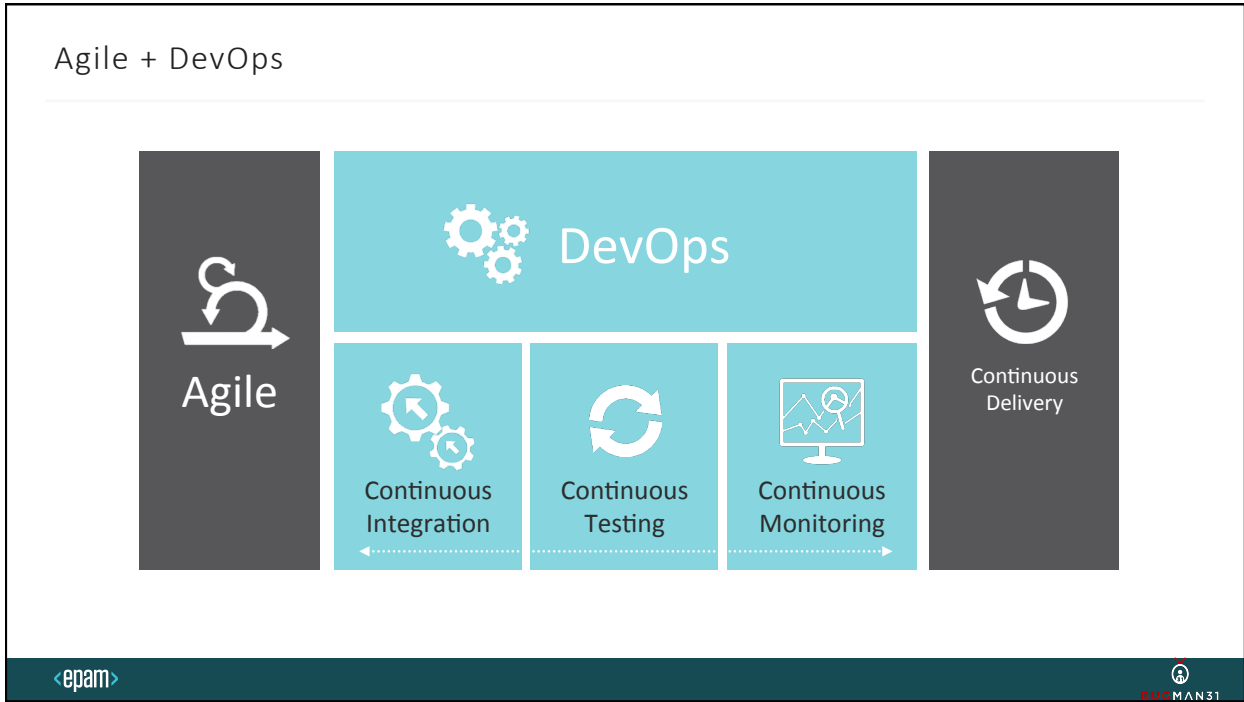 Agile + DevOps
Agile
DevOps
Continuous
Integration
Continuous
Testing
Continuous
Monitoring
Continuous
Delivery
<epam>
BUGMAN31